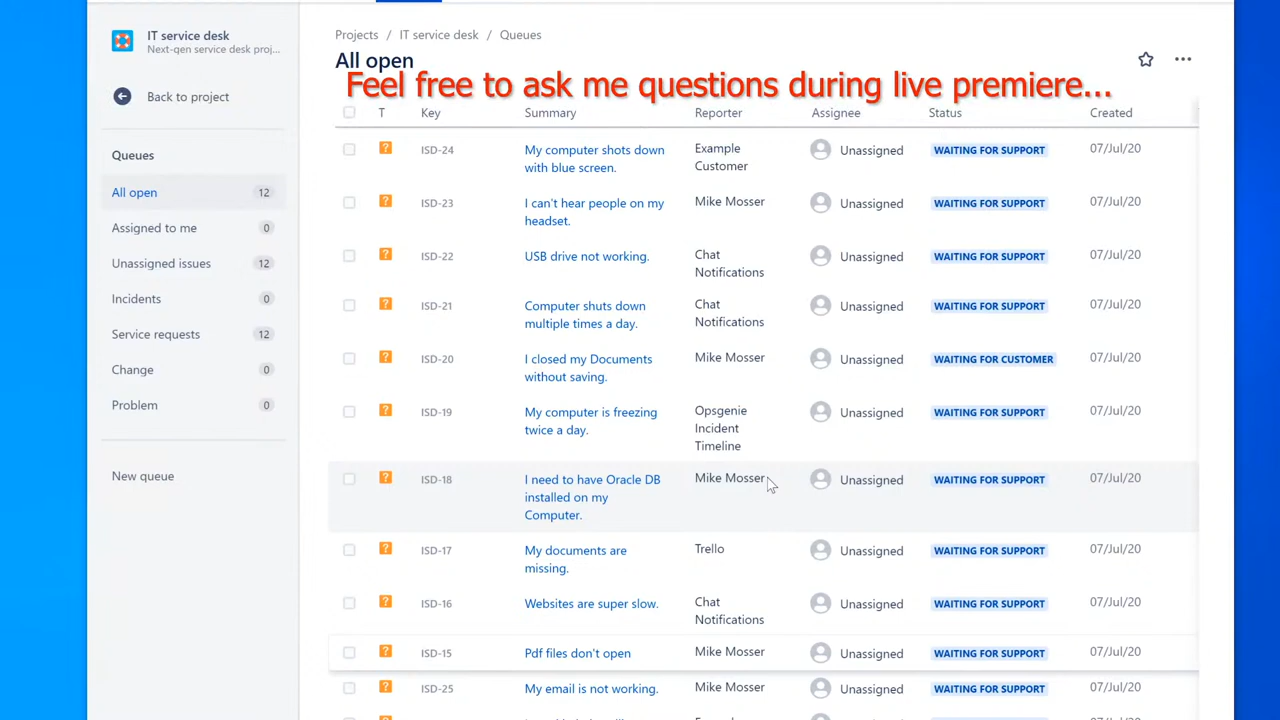 IT service desk
Next-gen service desk proj...
Back to project
Queues
All open 12
Assigned to me 0
Unassigned issues 12
Incidents 0
Service requests 12
Change 0
Problem 0
New queue
Projects / IT service desk / Queues
All open
Feel free to ask me questions during live premiere...
T Key Summary Reporter Assignee Status Created
? ISD-24 My computer shots down Example Unassigned WAITING FOR SUPPORT 07/Jul/20
with blue screen. Customer
? ISD-23 I can't hear people on my Mike Mosser Unassigned WAITING FOR SUPPORT 07/Jul/20
headset.
? ISD-22 USB drive not working. Chat Unassigned WAITING FOR SUPPORT 07/Jul/20
Notifications
? ISD-21 Computer shuts down Chat Unassigned WAITING FOR SUPPORT 07/Jul/20
multiple times a day. Notifications
? ISD-20 I closed my Documents Mike Mosser Unassigned WAITING FOR CUSTOMER 07/Jul/20
without saving.
? ISD-19 My computer is freezing Opsgenie Unassigned WAITING FOR SUPPORT 07/Jul/20
twice a day. Incident
Timeline
? ISD-18 I need to have Oracle DB Mike Mosser Unassigned WAITING FOR SUPPORT 07/Jul/20
installed on my
Computer.
? ISD-17 My documents are Trello Unassigned WAITING FOR SUPPORT 07/Jul/20
missing.
? ISD-16 Websites are super slow. Chat Unassigned WAITING FOR SUPPORT 07/Jul/20
Notifications
? ISD-15 Pdf files don't open Mike Mosser Unassigned WAITING FOR SUPPORT 07/Jul/20
? ISD-25 My email is not working. Mike Mosser Unassigned WAITING FOR SUPPORT 07/Jul/20